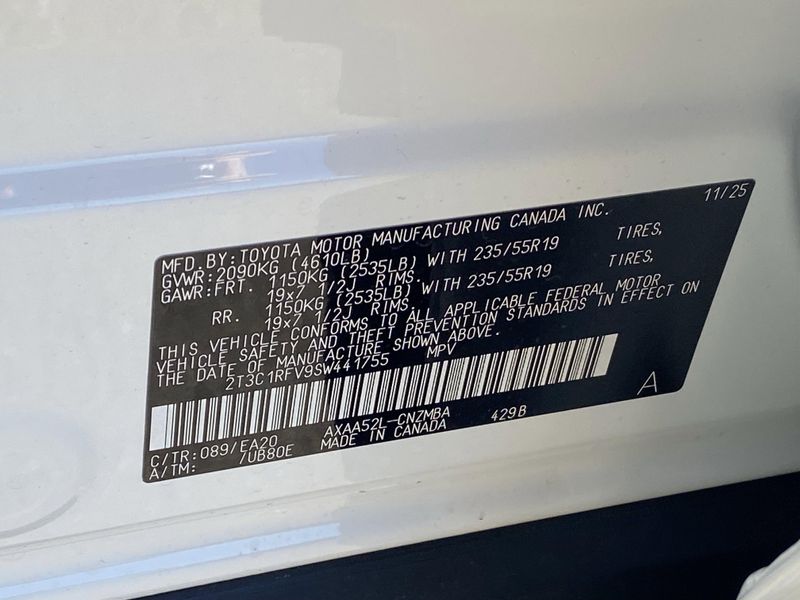 11/25
MFD. BY: TOYOTA MOTOR MANUFACTURING CANADA INC.
GVWR: 2090KG (4610LB)
GAWR: FRT. 1150KG (2535LB) WITH 235/55R19 TIRES,
19x7 1/2J RIMS.
RR. 1150KG (2535LB) WITH 235/55R19 TIRES,
19x7 1/2J RIMS.
THIS VEHICLE CONFORMS TO ALL APPLICABLE FEDERAL MOTOR
VEHICLE SAFETY AND THEFT PREVENTION STANDARDS IN EFFECT ON
THE DATE OF MANUFACTURE SHOWN ABOVE.
2T3C1RFV9SW441755 MPV
A
C/TR: 089/EA20 AXAA52L-CNZMBA 429B
A/TM: /UB80E MADE IN CANADA